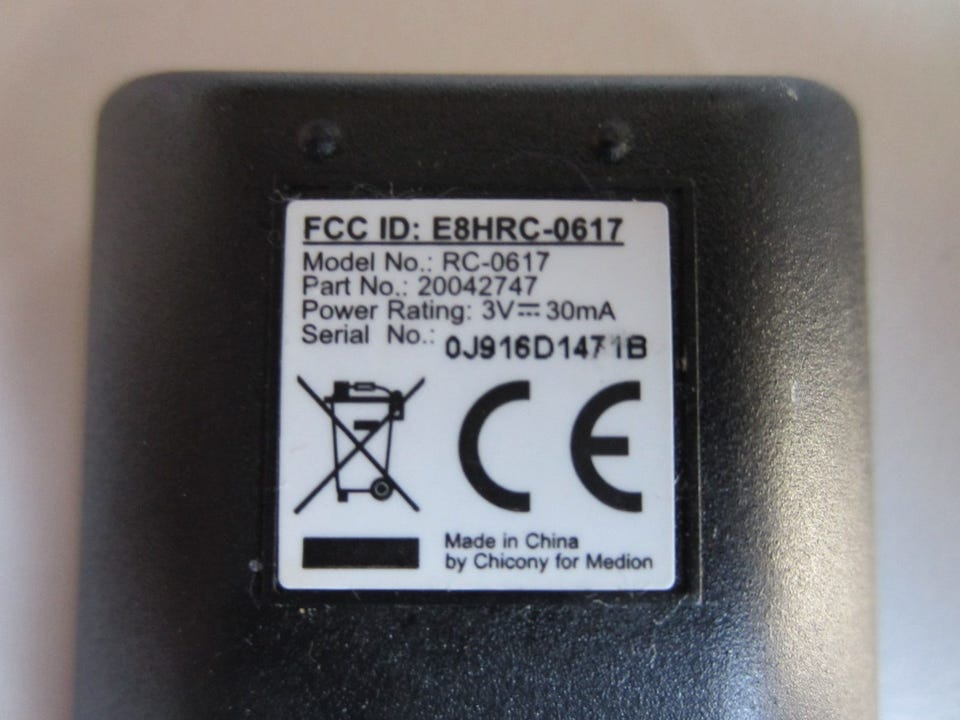 FCC ID: E8HRC-0617
Model No.: RC-0617
Part No.: 20042747
Power Rating: 3V⎓30mA
Serial No.: 0J916D1471B
CE
Made in China
by Chicony for Medion